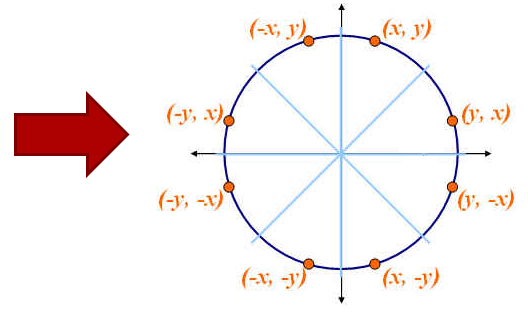 (-x, y) (x, y)
(-y, x) (y, x)
(-y, -x) (y, -x)
(-x, -y) (x, -y)